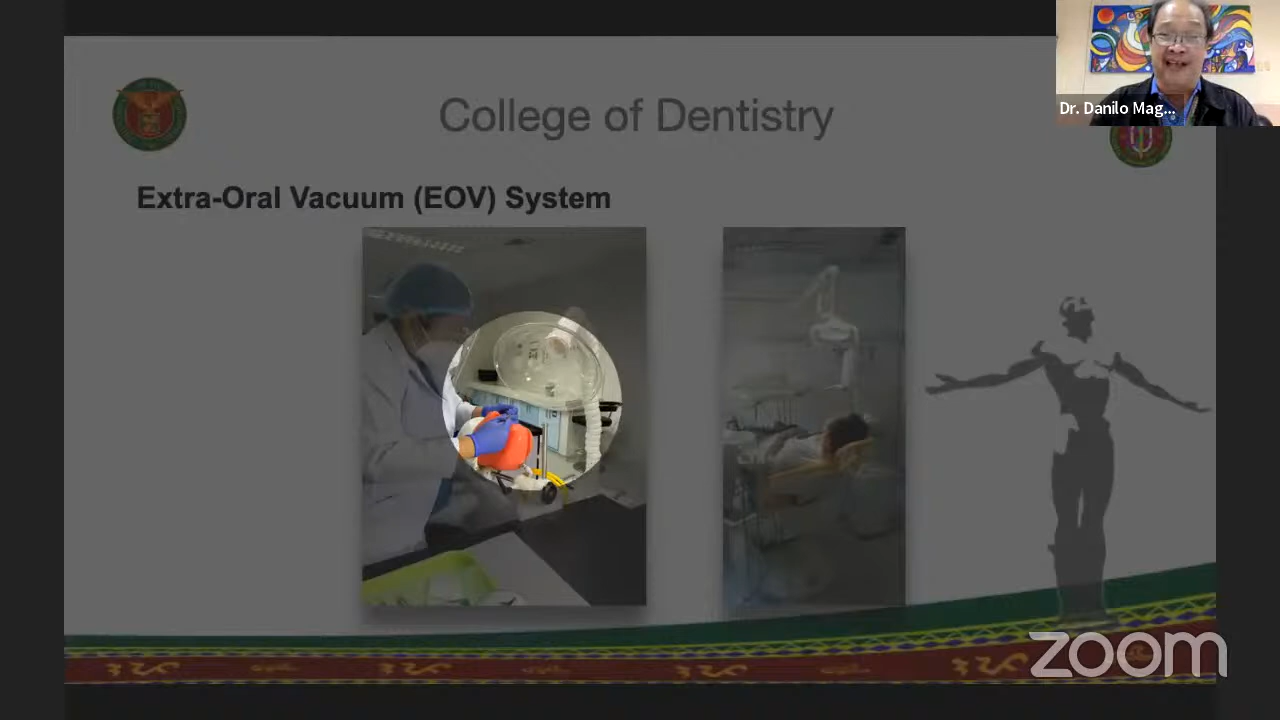 Dr. Danilo Mag...
College of Dentistry
Extra-Oral Vacuum (EOV) System
zoom